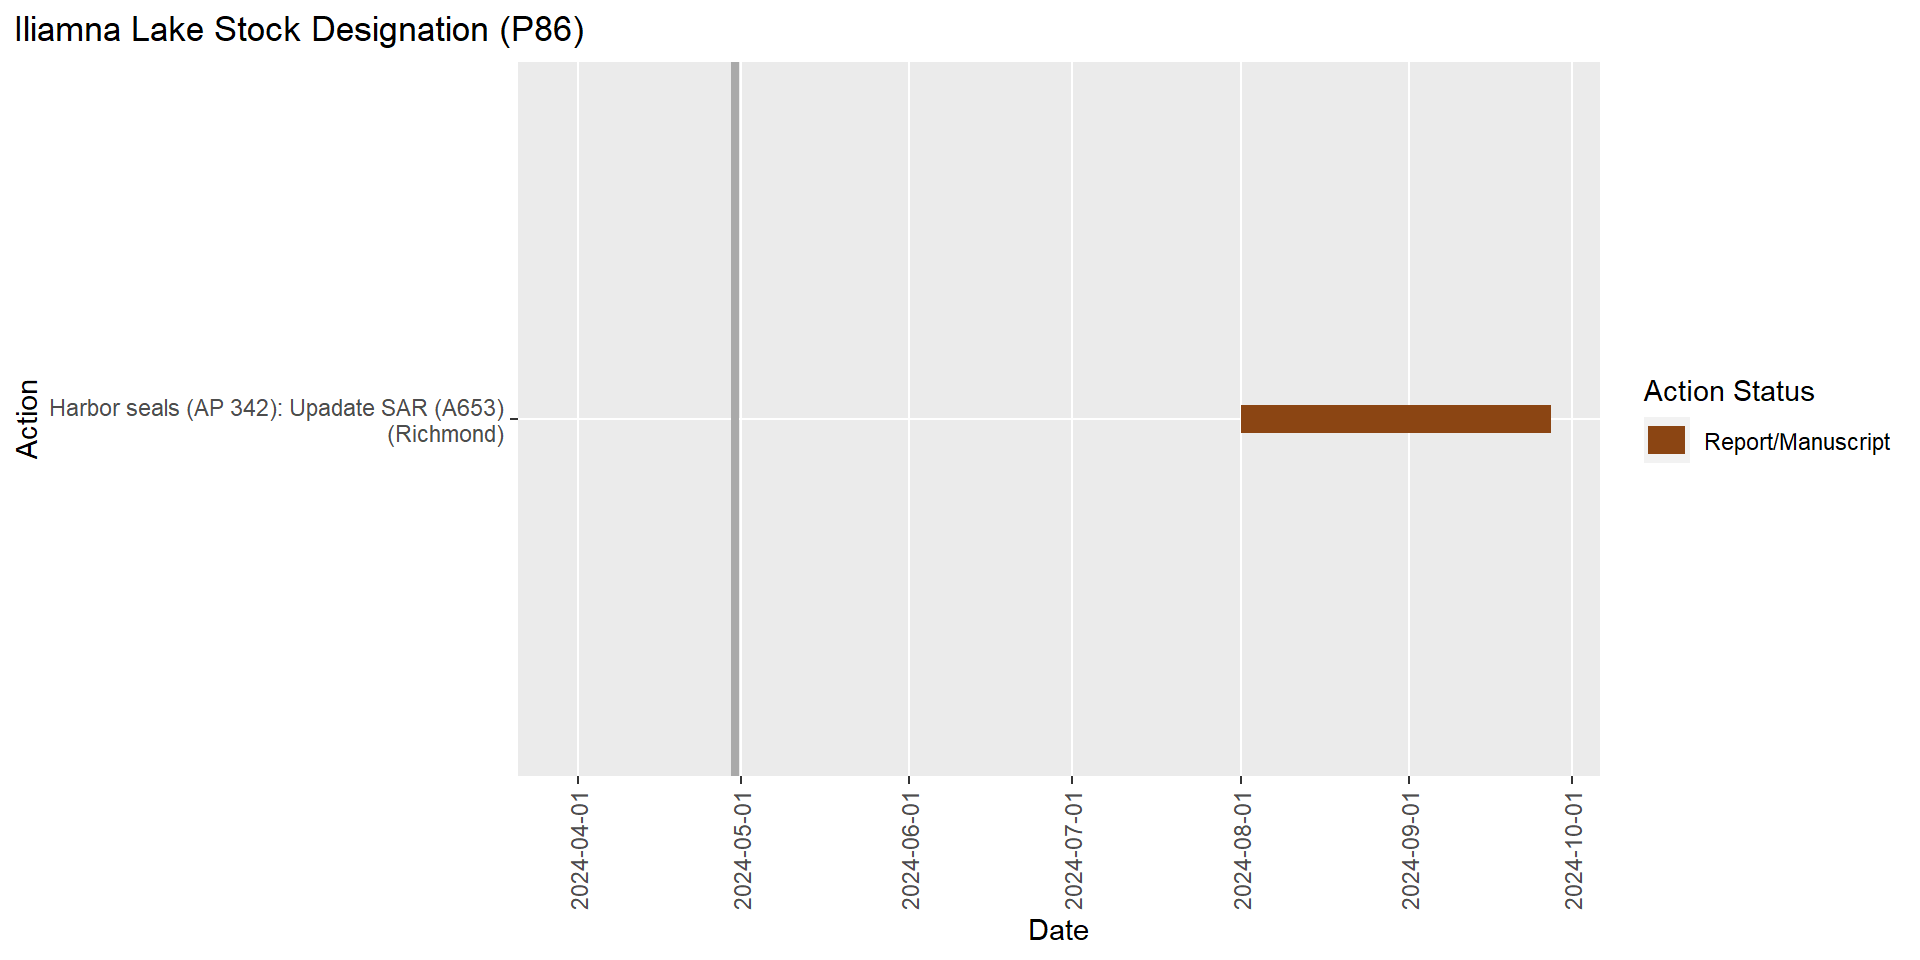 Iliamna Lake Stock Designation (P86)
Action
Harbor seals (AP 342): Upadate SAR (A653)
(Richmond)
2024-04-01
2024-05-01
2024-06-01
2024-07-01
2024-08-01
2024-09-01
2024-10-01
Date
Action Status
Report/Manuscript